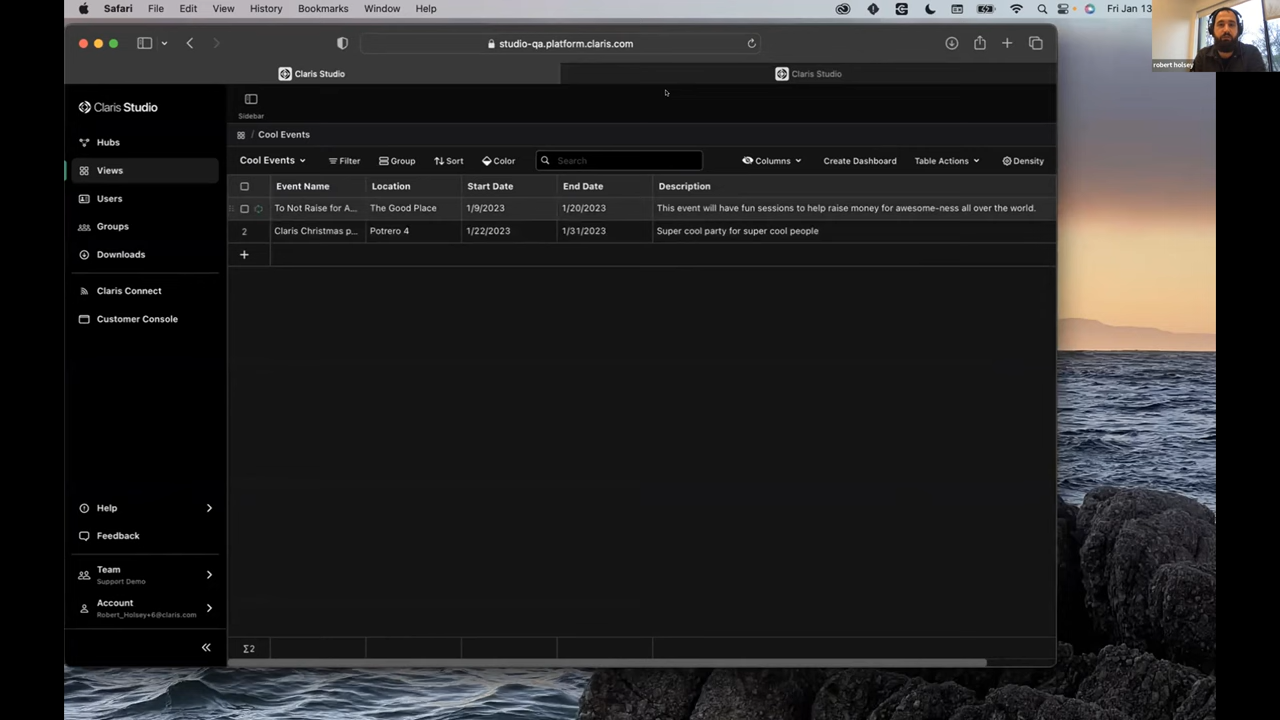 Safari File Edit View History Bookmarks Window Help Fri Jan 13
robert holsey
studio-qa.platform.claris.com
Claris Studio
Claris Studio
Claris Studio
Hubs
Views
Users
Groups
Downloads
Claris Connect
Customer Console
Help
Feedback
Team
Support Demo
Account
Robert_Holsey+6@claris.com
Sidebar
/ Cool Events
Cool Events Filter Group Sort Color Search Columns Create Dashboard Table Actions Density
Event Name Location Start Date End Date Description
To Not Raise for A... The Good Place 1/9/2023 1/20/2023 This event will have fun sessions to help raise money for awesome-ness all over the world.
2 Claris Christmas p... Potrero 4 1/22/2023 1/31/2023 Super cool party for super cool people
+
Σ2